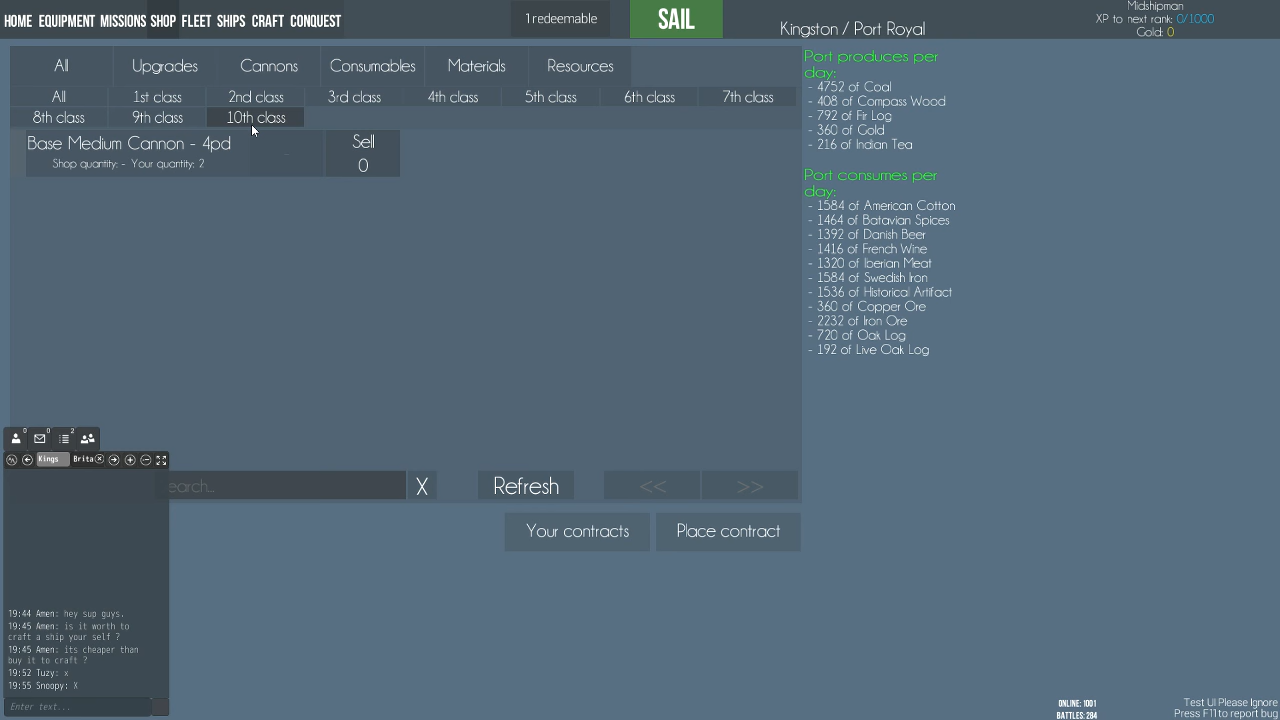 HOME EQUIPMENT MISSIONS SHOP FLEET SHIPS CRAFT CONQUEST
1 redeemable
SAIL
Kingston / Port Royal
Midshipman
XP to next rank: 0/1000
Gold: 0
All Upgrades Cannons Consumables Materials Resources
All 1st class 2nd class 3rd class 4th class 5th class 6th class 7th class
8th class 9th class 10th class
Base Medium Cannon - 4pd
Shop quantity: - Your quantity: 2
-
Sell
0
Port produces per
day:
- 4752 of Coal
- 408 of Compass Wood
- 792 of Fir Log
- 360 of Gold
- 216 of Indian Tea
Port consumes per
day:
- 1584 of American Cotton
- 1464 of Batavian Spices
- 1392 of Danish Beer
- 1416 of French Wine
- 1320 of Iberian Meat
- 1584 of Swedish Iron
- 1536 of Historical Artifact
- 360 of Copper Ore
- 2232 of Iron Ore
- 720 of Oak Log
- 192 of Live Oak Log
0 0 2
Kings Brita
earch... X Refresh << >>
Your contracts Place contract
19:44 Amen: hey sup guys.
19:45 Amen: is it worth to
craft a ship your self ?
19:45 Amen: its cheaper than
buy it to craft ?
19:52 Tuzy: x
19:55 Snoopy: X
Enter text...
ONLINE: 1001
BATTLES: 284
Test UI Please Ignore
Press F11 to report bug